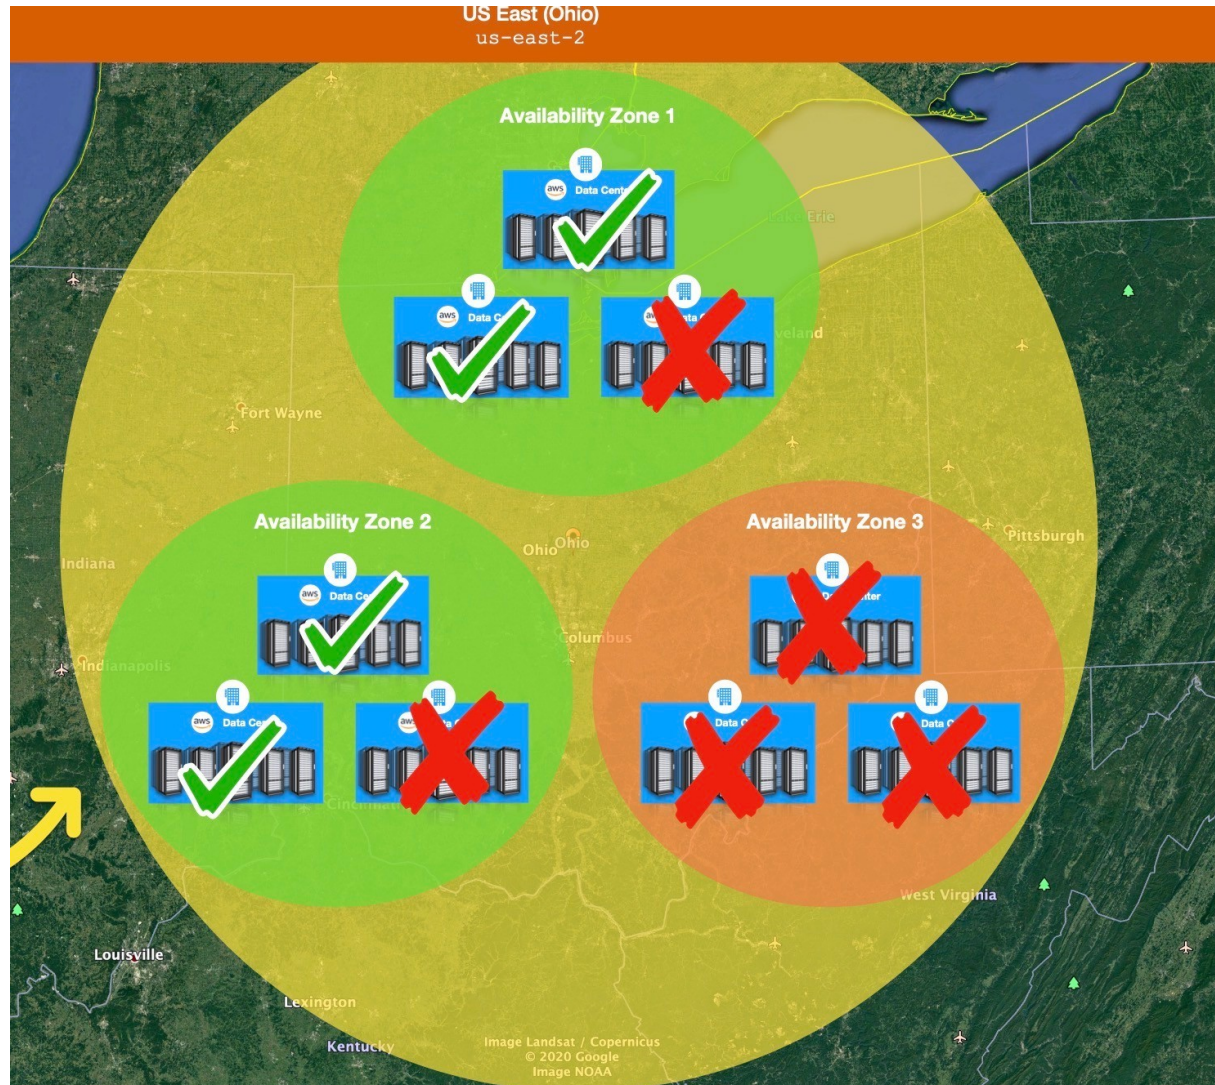 US East (Ohio)
us-east-2
Availability Zone 1
aws Data Cent
Lake Erie
aws Data Ce
veland
Fort Wayne
Availability Zone 2
Availability Zone 3
Ohio Ohio
Pittsburgh
Indiana
aws Data Ce
nter
Columbus
Indianapolis
aws Data Cen
Data C
Data C
Cincinnati
West Virginia
Louisville
Lexington
Kentucky
Image Landsat / Copernicus
© 2020 Google
Image NOAA